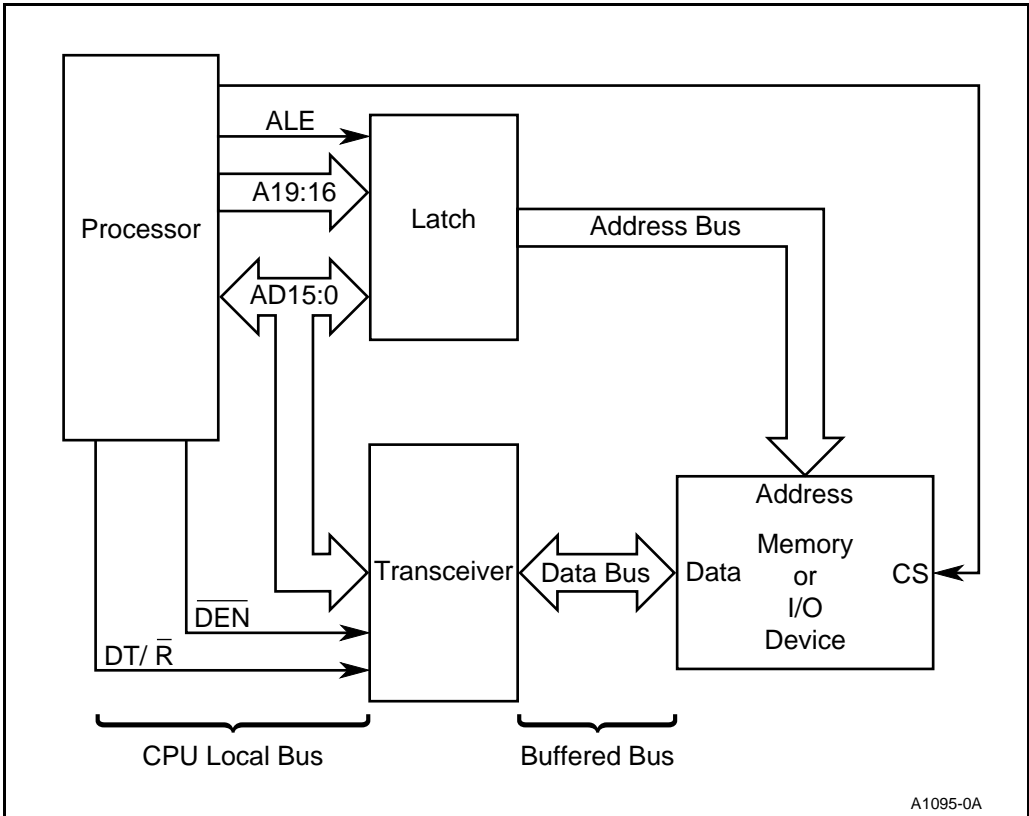 ALE
A19:16
Processor
Latch
Address Bus
AD15:0
Address
Memory
or
I/O
Device
Transceiver
Data Bus
Data
CS
D̅E̅N̅
DT/ R̅
CPU Local Bus
Buffered Bus
A1095-0A